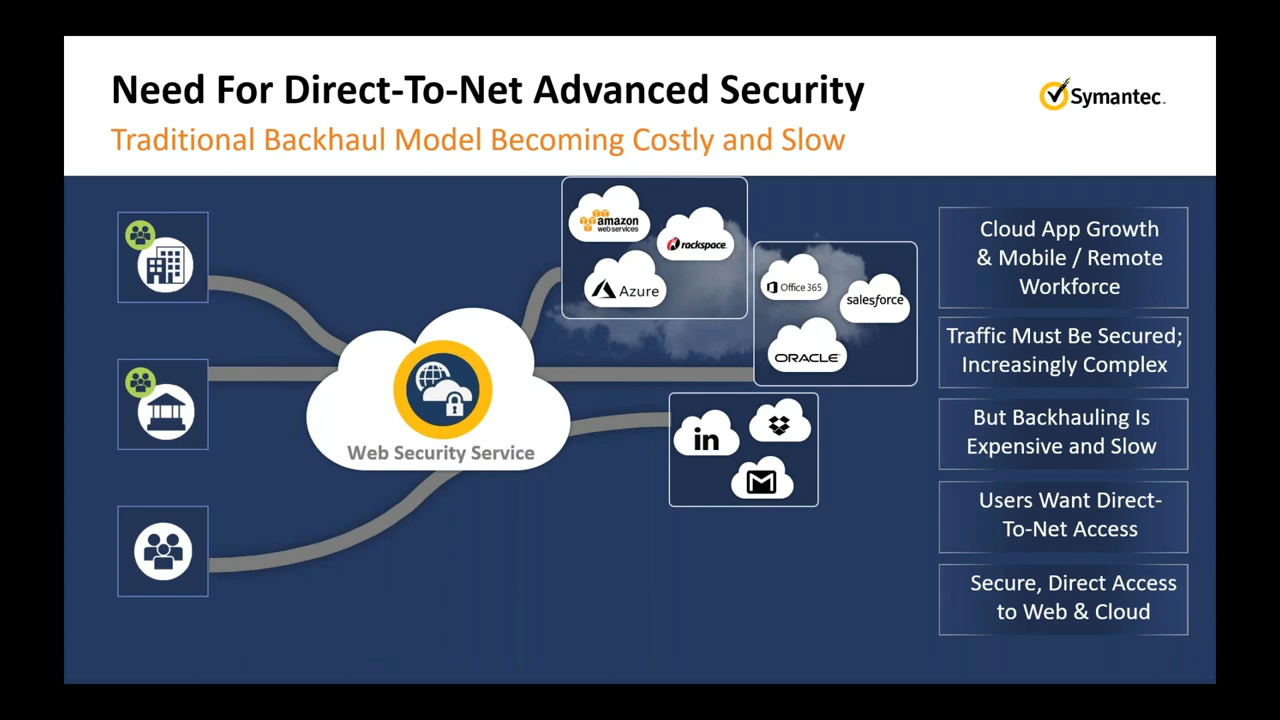 Need For Direct-To-Net Advanced Security
Traditional Backhaul Model Becoming Costly and Slow
Symantec™
amazon
web services
rackspace
Azure
Office 365
salesforce
ORACLE
in
M
Web Security Service
Cloud App Growth
& Mobile / Remote
Workforce
Traffic Must Be Secured;
Increasingly Complex
But Backhauling Is
Expensive and Slow
Users Want Direct-
To-Net Access
Secure, Direct Access
to Web & Cloud